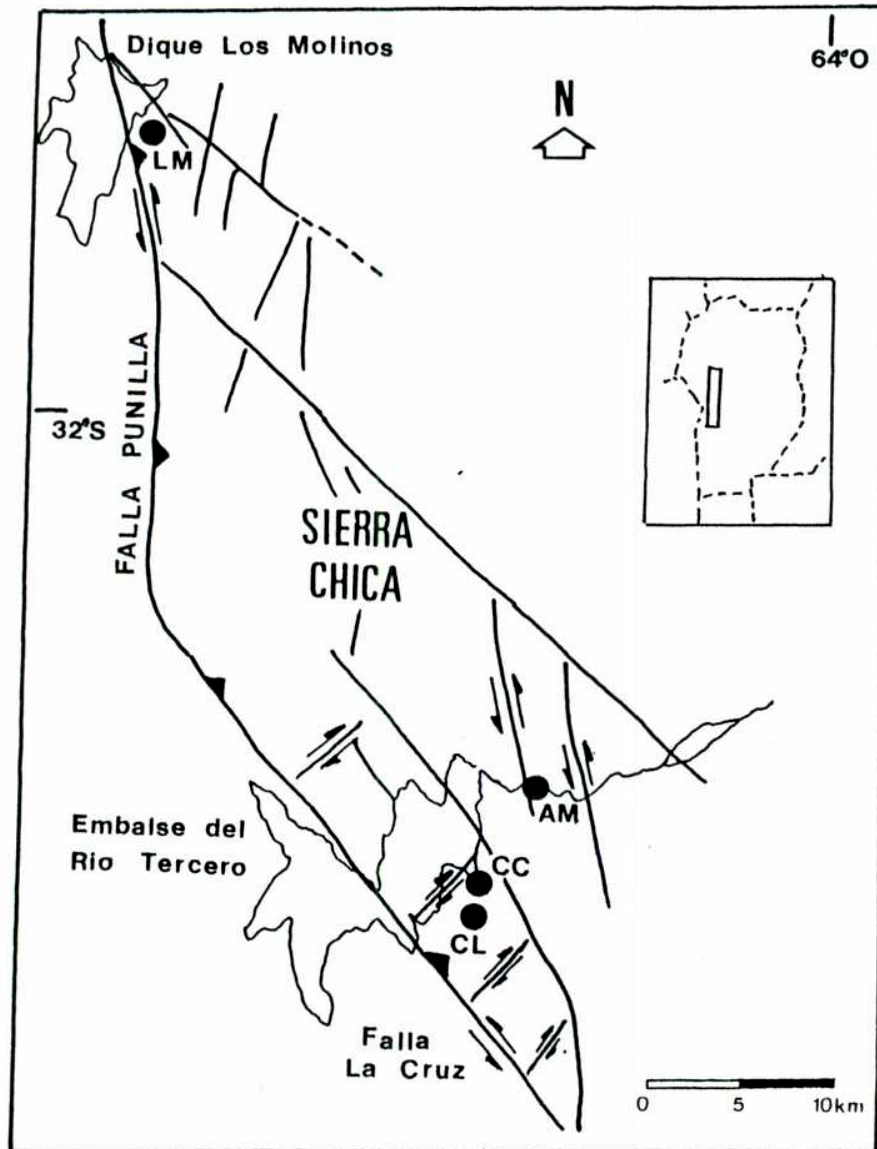 Dique Los Molinos
64°O
N
LM
32°S
FALLA PUNILLA
SIERRA
CHICA
AM
Embalse del
Rio Tercero
CC
CL
Falla
La Cruz
0 5 10km